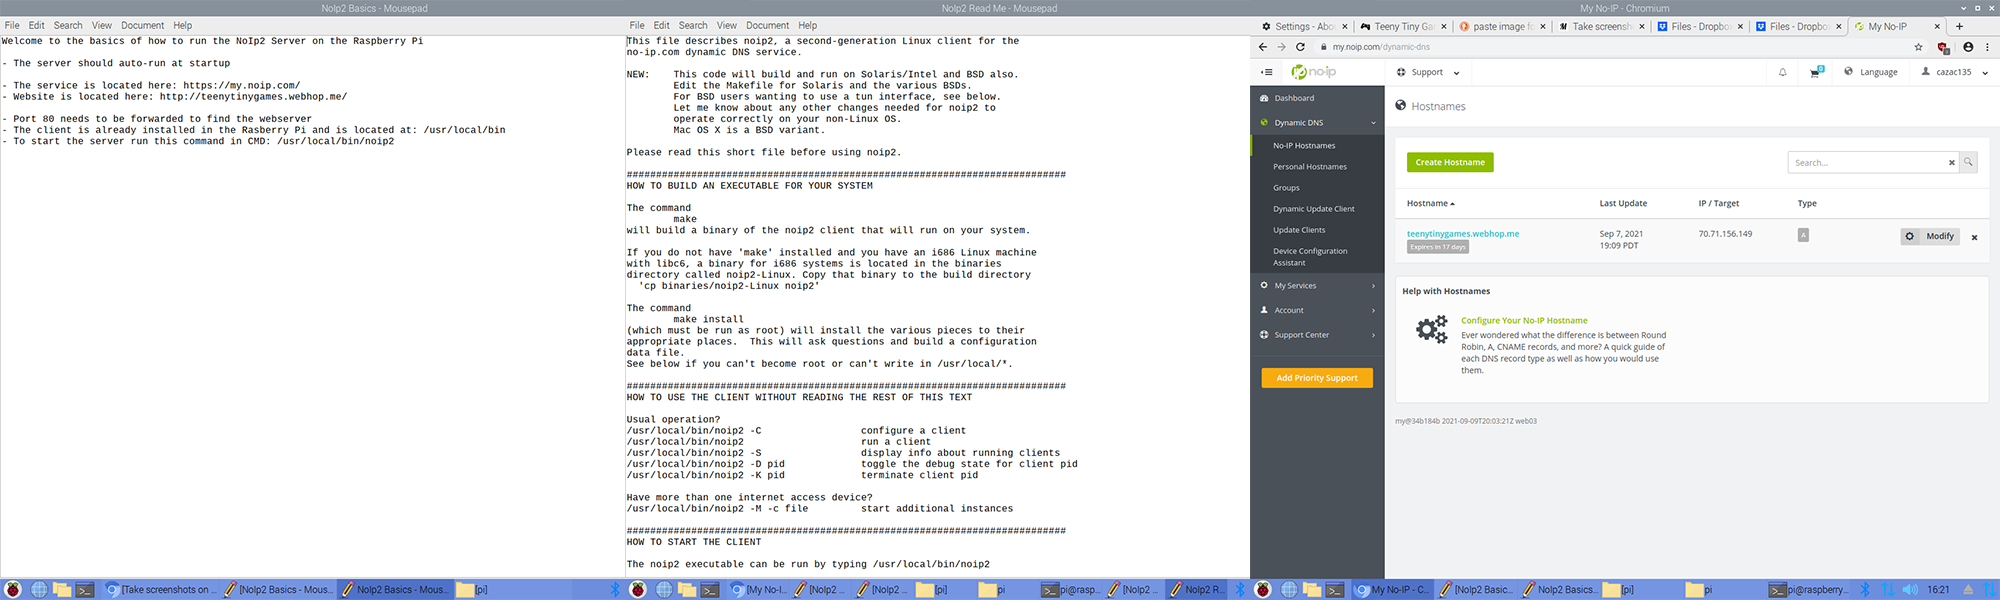 NoIp2 Basics - Mousepad
File Edit Search View Document Help
Welcome to the basics of how to run the NoIp2 Server on the Raspberry Pi
- The server should auto-run at startup
- The service is located here: https://my.noip.com/
- Website is located here: http://teenytinygames.webhop.me/
- Port 80 needs to be forwarded to find the webserver
- The client is already installed in the Rasberry Pi and is located at: /usr/local/bin
- To start the server run this command in CMD: /usr/local/bin/noip2
[Take screenshots on ...
[NoIp2 Basics - Mous...
NoIp2 Basics - Mous...
[pi]
NoIp2 Read Me - Mousepad
File Edit Search View Document Help
This file describes noip2, a second-generation Linux client for the
no-ip.com dynamic DNS service.
NEW: This code will build and run on Solaris/Intel and BSD also.
Edit the Makefile for Solaris and the various BSDs.
For BSD users wanting to use a tun interface, see below.
Let me know about any other changes needed for noip2 to
operate correctly on your non-Linux OS.
Mac OS X is a BSD variant.
Please read this short file before using noip2.
###########################################################################
HOW TO BUILD AN EXECUTABLE FOR YOUR SYSTEM
The command
make
will build a binary of the noip2 client that will run on your system.
If you do not have 'make' installed and you have an i686 Linux machine
with libc6, a binary for i686 systems is located in the binaries
directory called noip2-Linux. Copy that binary to the build directory
'cp binaries/noip2-Linux noip2'
The command
make install
(which must be run as root) will install the various pieces to their
appropriate places. This will ask questions and build a configuration
data file.
See below if you can't become root or can't write in /usr/local/*.
###########################################################################
HOW TO USE THE CLIENT WITHOUT READING THE REST OF THIS TEXT
Usual operation?
/usr/local/bin/noip2 -C configure a client
/usr/local/bin/noip2 run a client
/usr/local/bin/noip2 -S display info about running clients
/usr/local/bin/noip2 -D pid toggle the debug state for client pid
/usr/local/bin/noip2 -K pid terminate client pid
Have more than one internet access device?
/usr/local/bin/noip2 -M -c file start additional instances
###########################################################################
HOW TO START THE CLIENT
The noip2 executable can be run by typing /usr/local/bin/noip2
[My No-I...
[NoIp2 ...
[NoIp2 ...
[pi]
pi
pi@rasp...
[NoIp2 ...
NoIp2 R...
My No-IP - Chromium
Settings - Abo
Teeny Tiny Ga
paste image fo
Take screensh
Files - Dropbo
Files - Dropbo
My No-IP
my.noip.com/dynamic-dns
no-ip
Support
Language
cazac135
Dashboard
Dynamic DNS
No-IP Hostnames
Personal Hostnames
Groups
Dynamic Update Client
Update Clients
Device Configuration
Assistant
My Services
Account
Support Center
Add Priority Support
Hostnames
Create Hostname
Search...
Hostname Last Update IP / Target Type
teenytinygames.webhop.me Sep 7, 2021 70.71.156.149 A Modify
Expires in 17 days 19:09 PDT
Help with Hostnames
Configure Your No-IP Hostname
Ever wondered what the difference is between Round
Robin, A, CNAME records, and more? A quick guide of
each DNS record type as well as how you would use
them.
my@34b184b 2021-09-09T20:03:21Z web03
My No-IP - C...
[NoIp2 Basics...
NoIp2 Basics...
[pi]
pi
pi@raspberry...
16:21